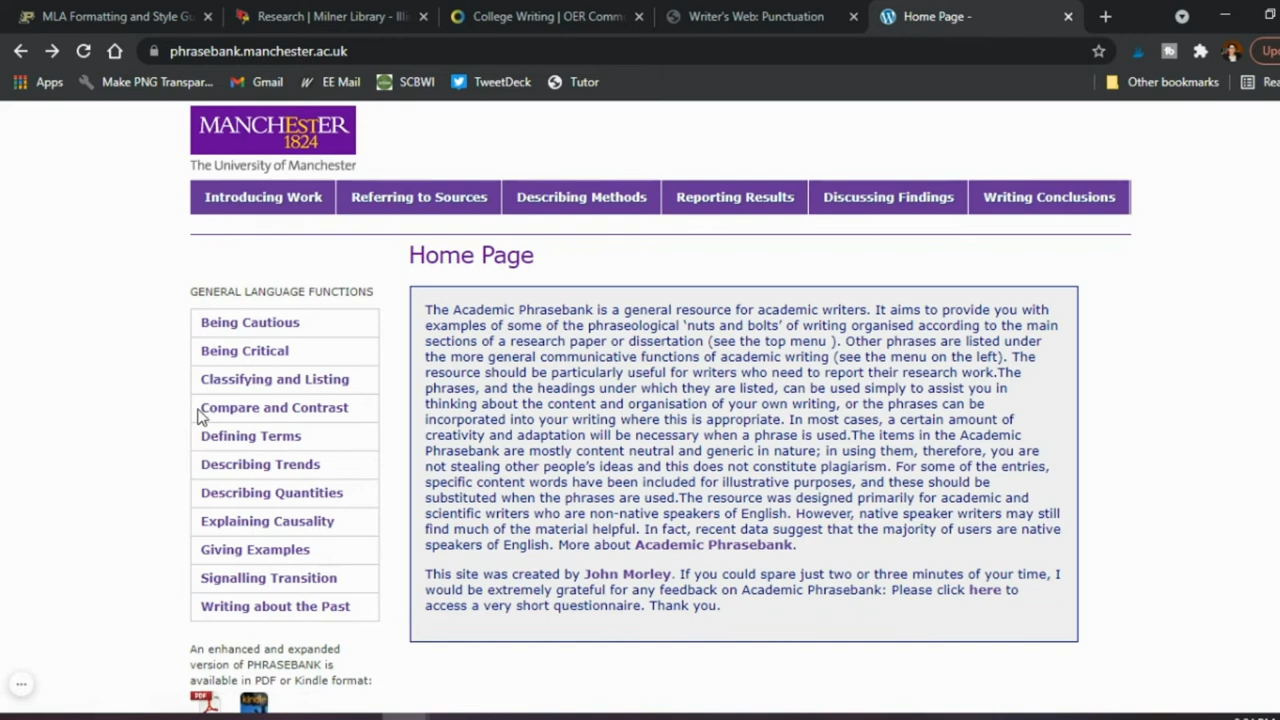 MLA Formatting and Style Gu
Research | Milner Library - Illi
College Writing | OER Comm
Writer's Web: Punctuation
Home Page -
phrasebank.manchester.ac.uk
Apps
Make PNG Transpar...
Gmail
EE Mail
SCBWI
TweetDeck
Tutor
Other bookmarks
MANCHESTER
1824
The University of Manchester
Introducing Work
Referring to Sources
Describing Methods
Reporting Results
Discussing Findings
Writing Conclusions
Home Page
GENERAL LANGUAGE FUNCTIONS
Being Cautious
Being Critical
Classifying and Listing
Compare and Contrast
Defining Terms
Describing Trends
Describing Quantities
Explaining Causality
Giving Examples
Signalling Transition
Writing about the Past
An enhanced and expanded
version of PHRASEBANK is
available in PDF or Kindle format:
PDF
kindle
The Academic Phrasebank is a general resource for academic writers. It aims to provide you with
examples of some of the phraseological ‘nuts and bolts’ of writing organised according to the main
sections of a research paper or dissertation (see the top menu ). Other phrases are listed under
the more general communicative functions of academic writing (see the menu on the left). The
resource should be particularly useful for writers who need to report their research work.The
phrases, and the headings under which they are listed, can be used simply to assist you in
thinking about the content and organisation of your own writing, or the phrases can be
incorporated into your writing where this is appropriate. In most cases, a certain amount of
creativity and adaptation will be necessary when a phrase is used.The items in the Academic
Phrasebank are mostly content neutral and generic in nature; in using them, therefore, you are
not stealing other people’s ideas and this does not constitute plagiarism. For some of the entries,
specific content words have been included for illustrative purposes, and these should be
substituted when the phrases are used.The resource was designed primarily for academic and
scientific writers who are non-native speakers of English. However, native speaker writers may still
find much of the material helpful. In fact, recent data suggest that the majority of users are native
speakers of English. More about Academic Phrasebank.
This site was created by John Morley. If you could spare just two or three minutes of your time, I
would be extremely grateful for any feedback on Academic Phrasebank: Please click here to
access a very short questionnaire. Thank you.